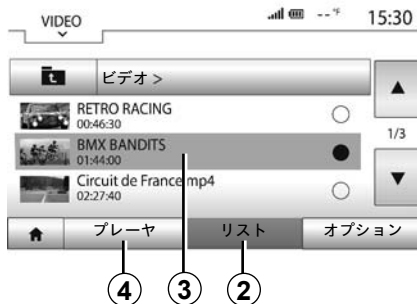 VIDEO --°F 15:30
ビデオ >
RETRO RACING
00:46:30
1/3
BMX BANDITS
01:44:00
Circuit de France mp4
02:27:40
プレーヤ リスト オプション
4 3 2